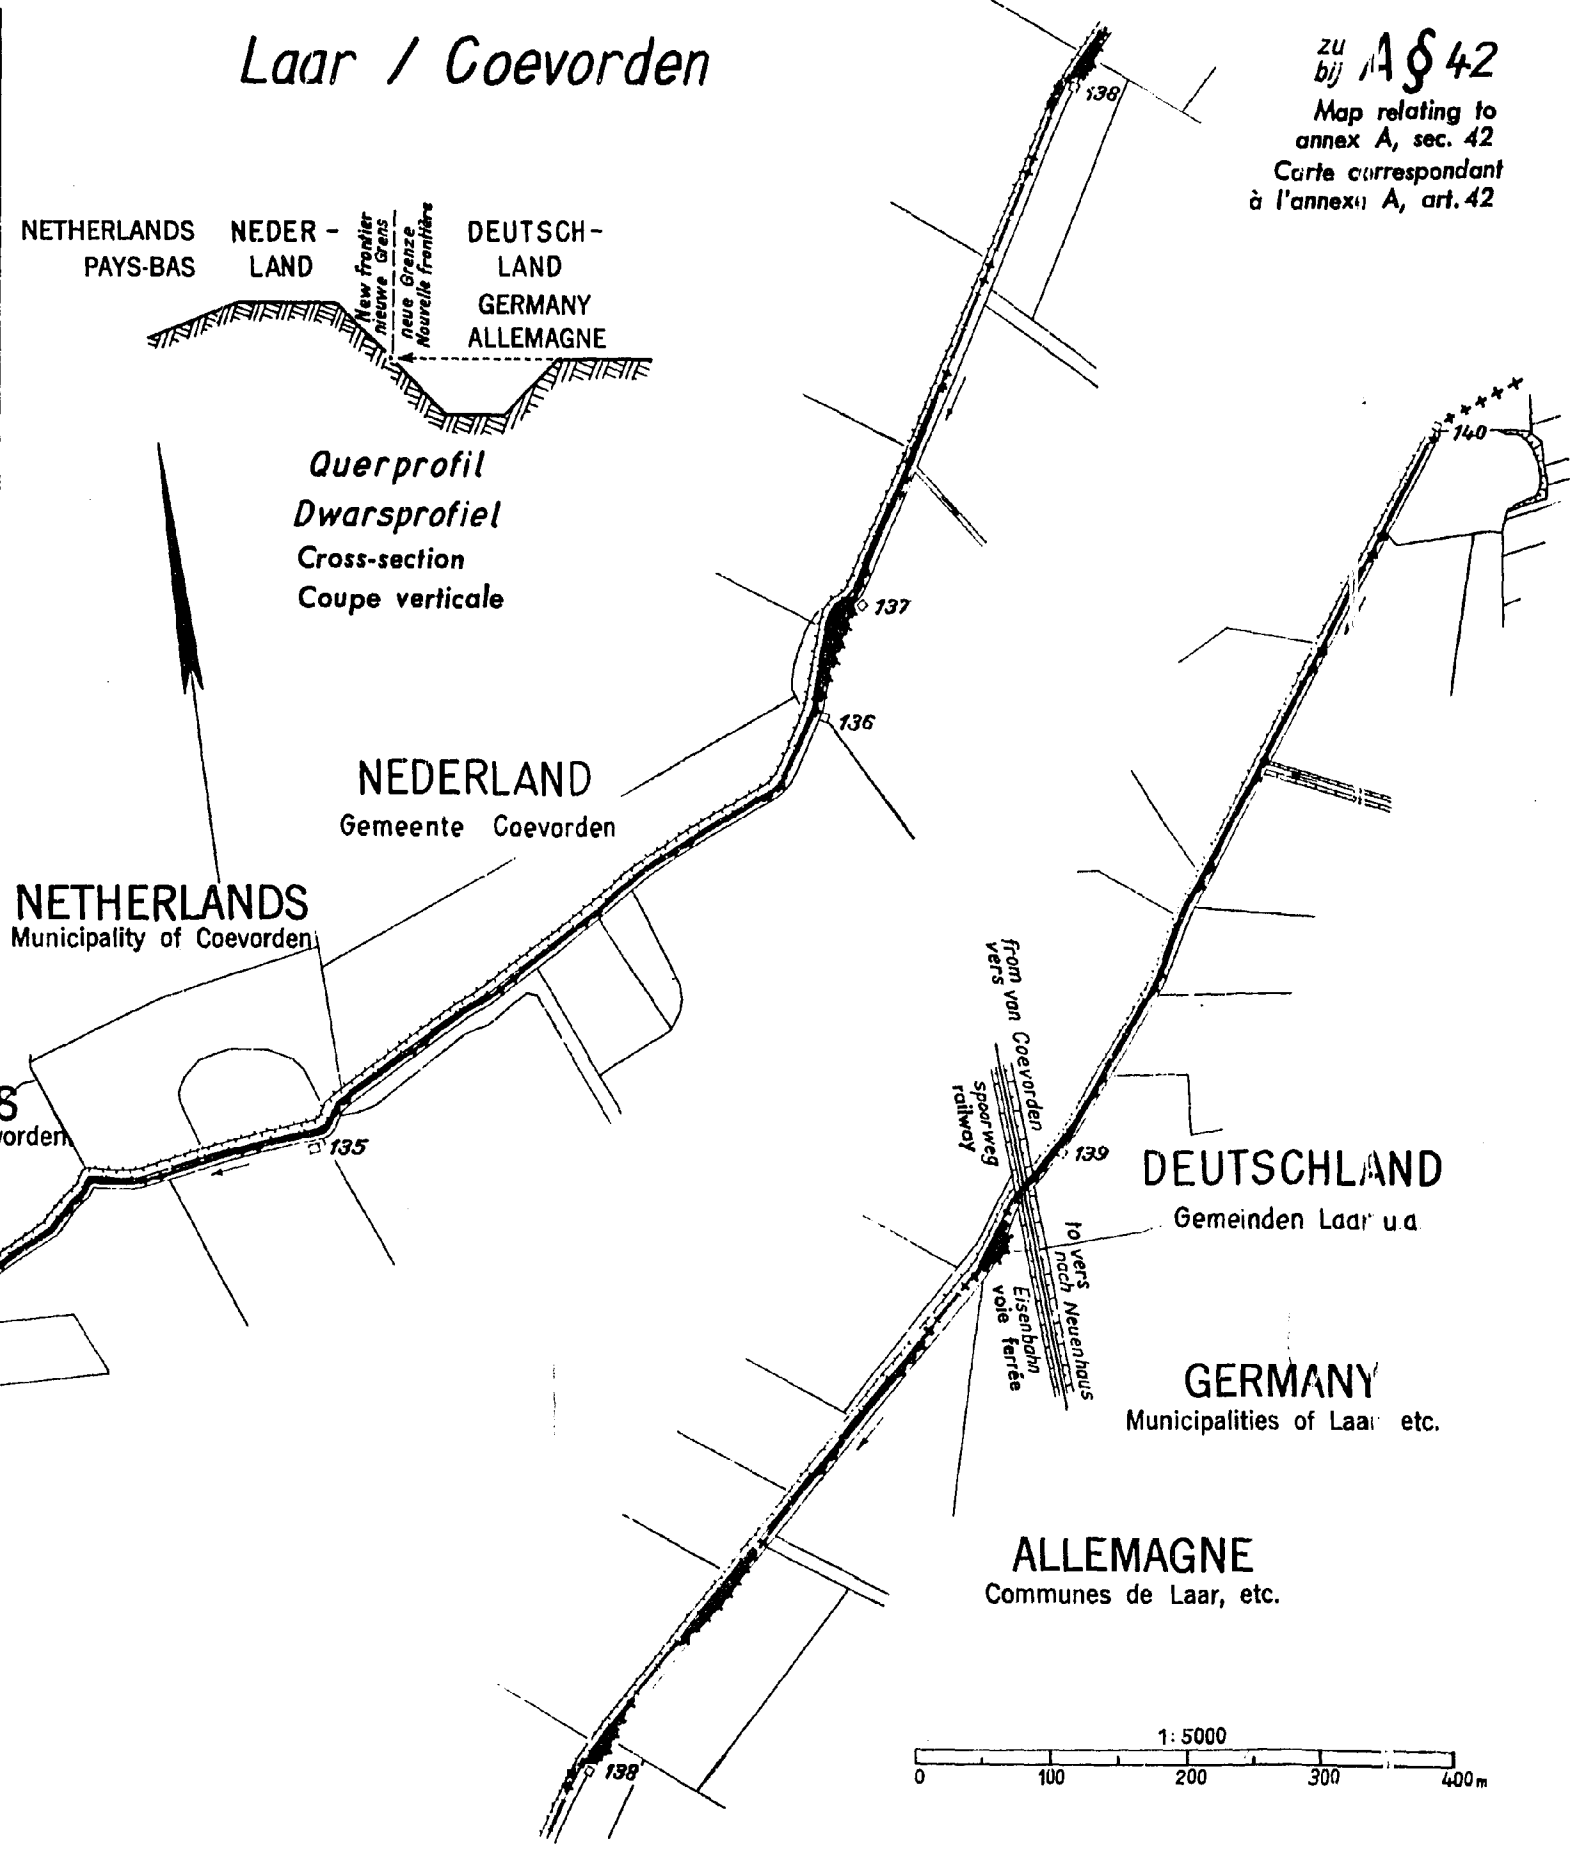 Laar / Coevorden
zu
bij A § 42
Map relating to
annex A, sec. 42
Carte correspondant
à l'annexe A, art. 42
NETHERLANDS
PAYS-BAS
NEDER -
LAND
New frontier
nieuwe Grens
neue Grenze
Nouvelle frontière
DEUTSCH-
LAND
GERMANY
ALLEMAGNE
Querprofil
Dwarsprofiel
Cross-section
Coupe verticale
138
140
137
136
NEDERLAND
Gemeente Coevorden
NETHERLANDS
Municipality of Coevorden
S
vorden
135
from van Coevorden
vers
spoorweg
railway
139
DEUTSCHLAND
Gemeinden Laar u.a.
to vers
nach Neuenhaus
Eisenbahn
voie ferrée
GERMANY
Municipalities of Laar etc.
ALLEMAGNE
Communes de Laar, etc.
138
1:5000
0 100 200 300 400m